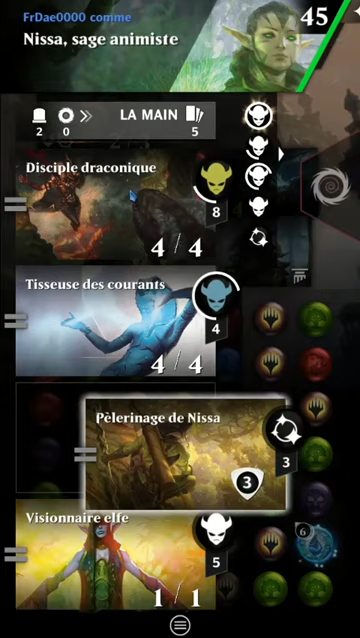 FrDae0000 comme
45
Nissa, sage animiste
2
0
LA MAIN
5
Disciple draconique
8
4 / 4
Tisseuse des courants
4
4 / 4
Pèlerinage de Nissa
3
3
Visionnaire elfe
6
5
1 / 1